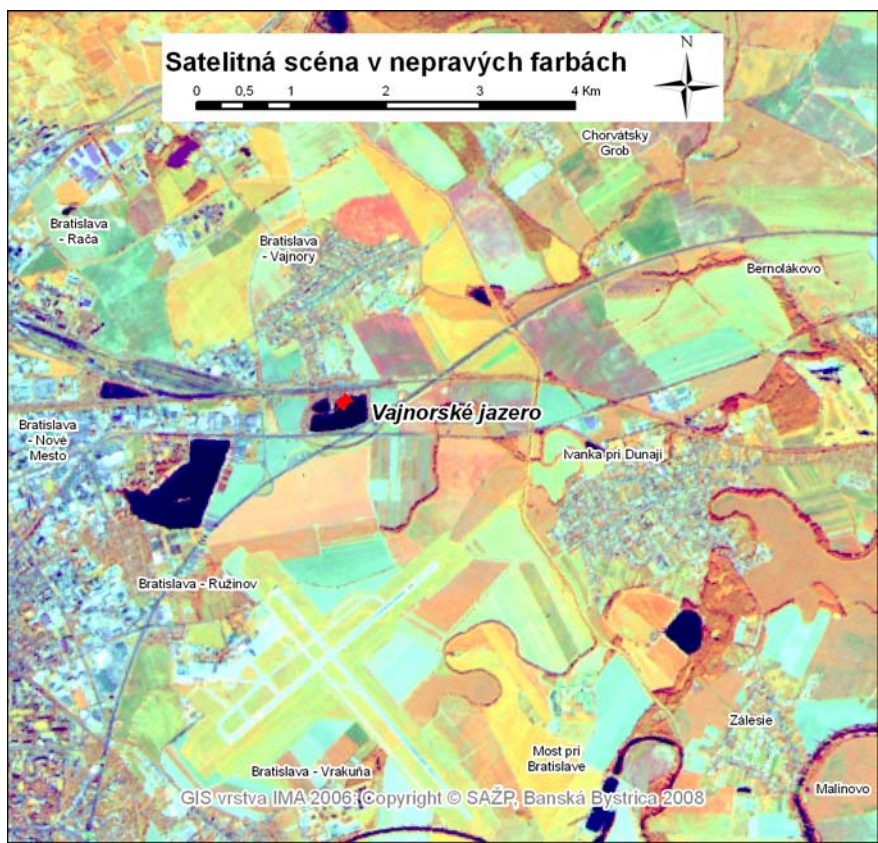 Satelitná scéna v nepravých farbách
N
0 0,5 1 2 3 4 Km
Chorvátsky
Grob
Bratislava
- Rača
Bratislava
- Vajnory
Bernolákovo
Vajnorské jazero
Bratislava
- Nové
Mesto
Ivanka pri Dunaji
Bratislava - Ružinov
Zálesie
Most pri
Bratislave
Bratislava - Vrakuňa
Malinovo
GIS vrstva IMA 2006: Copyright © SAŽP, Banská Bystrica 2008